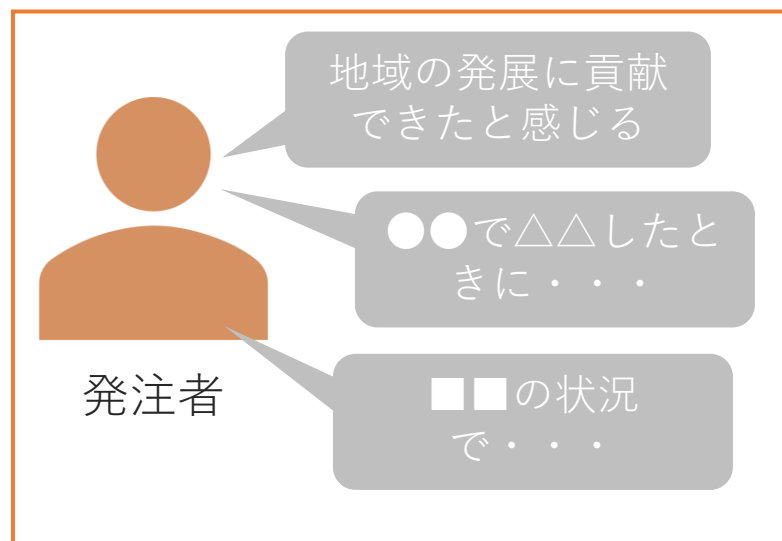 地域の発展に貢献
できたと感じる
●●で△△したと
きに・・・
発注者
■■の状況
で・・・